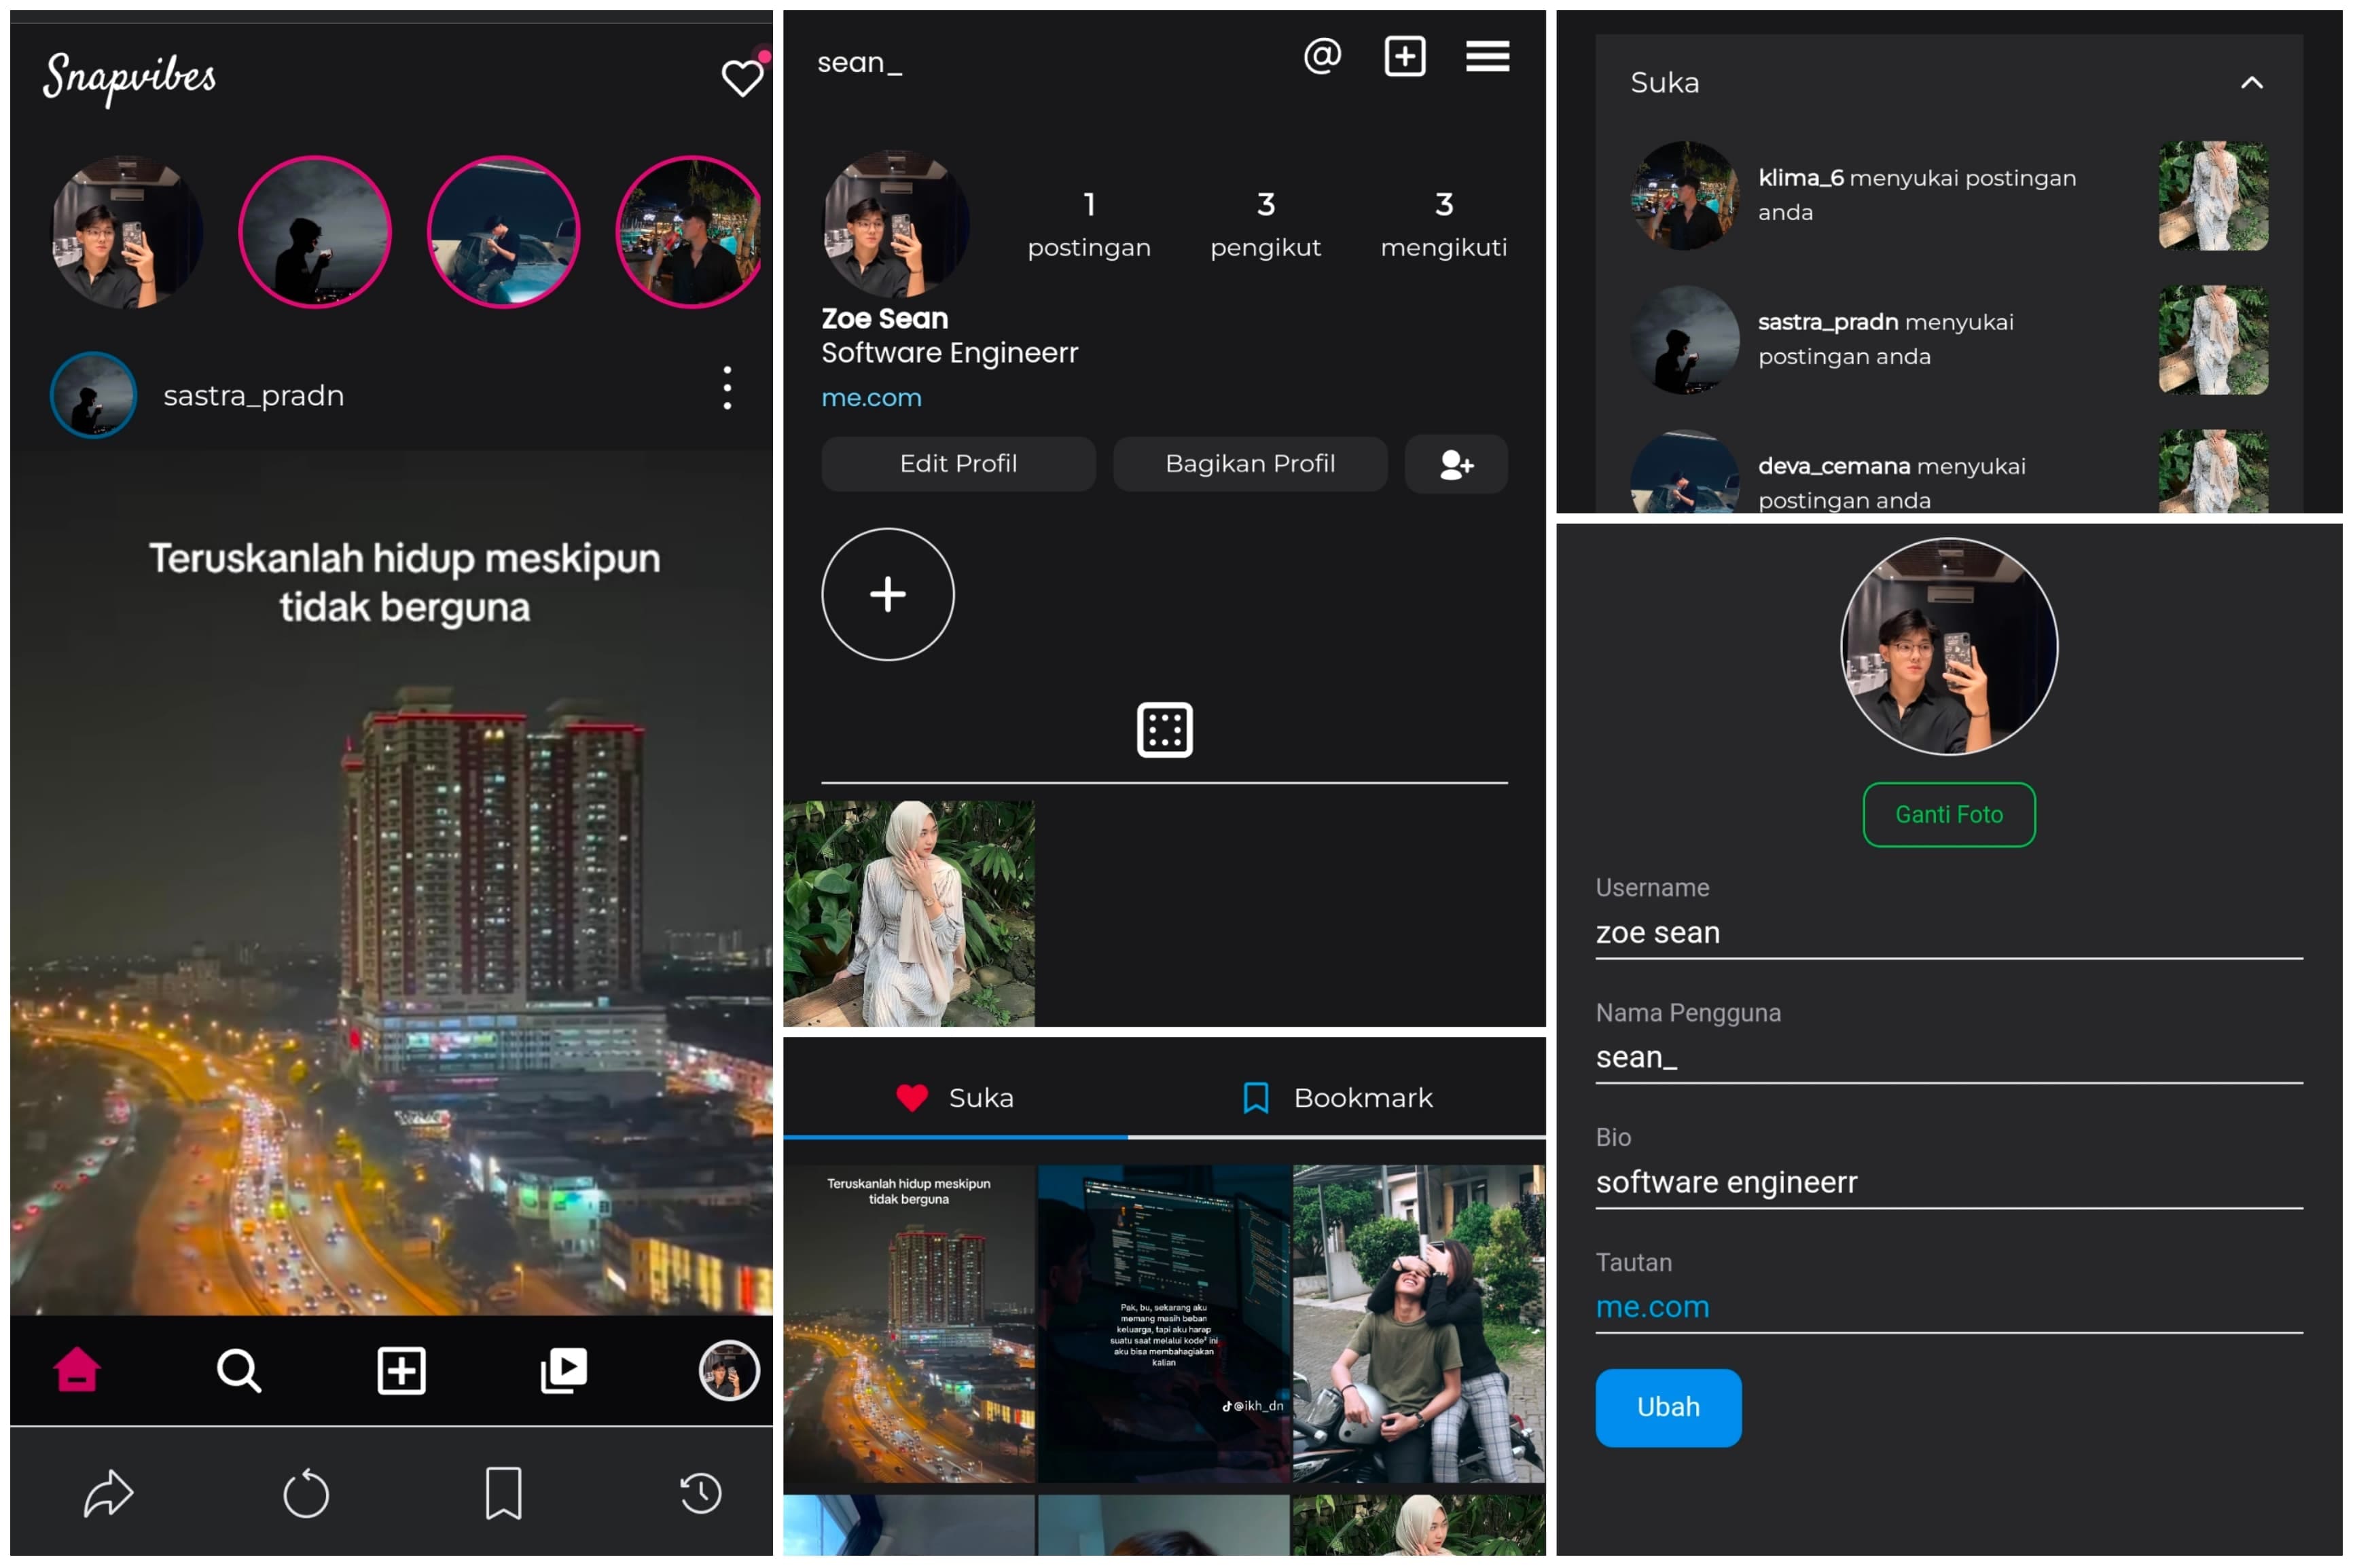 Snapvibes
sastra_pradn
Teruskanlah hidup meskipun
tidak berguna
sean_
1
postingan
3
pengikut
3
mengikuti
Zoe Sean
Software Engineerr
me.com
Edit Profil
Bagikan Profil
Suka
Bookmark
Teruskanlah hidup meskipun
tidak berguna
Pak, bu, sekarang aku
memang masih beban
keluarga, tapi aku harap
suatu saat melalui kode² ini
aku bisa membahagiakan
kalian
@ikh_dn
Suka
klima_6 menyukai postingan
anda
sastra_pradn menyukai
postingan anda
deva_cemana menyukai
postingan anda
Ganti Foto
Username
zoe sean
Nama Pengguna
sean_
Bio
software engineerr
Tautan
me.com
Ubah